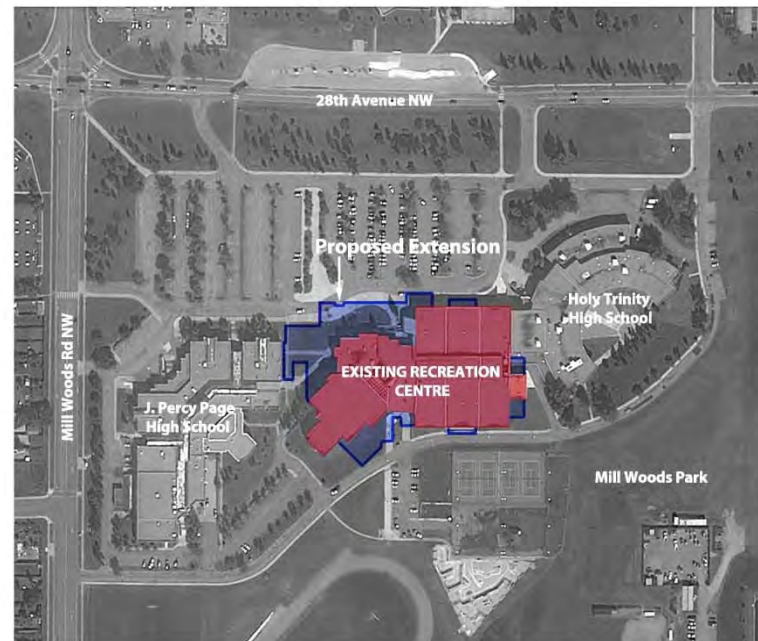 28th Avenue NW
Proposed Extension
Holy Trinity
High School
Mill Woods Rd NW
EXISTING RECREATION
CENTRE
J. Percy Page
High School
Mill Woods Park